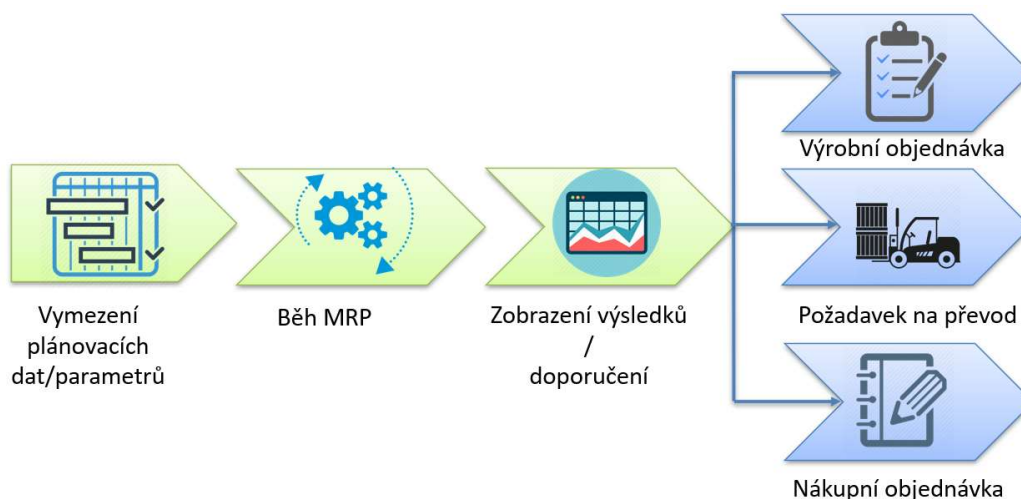 Vymezení
plánovacích
dat/parametrů
Běh MRP
Zobrazení výsledků
/
doporučení
Výrobní objednávka
Požadavek na převod
Nákupní objednávka